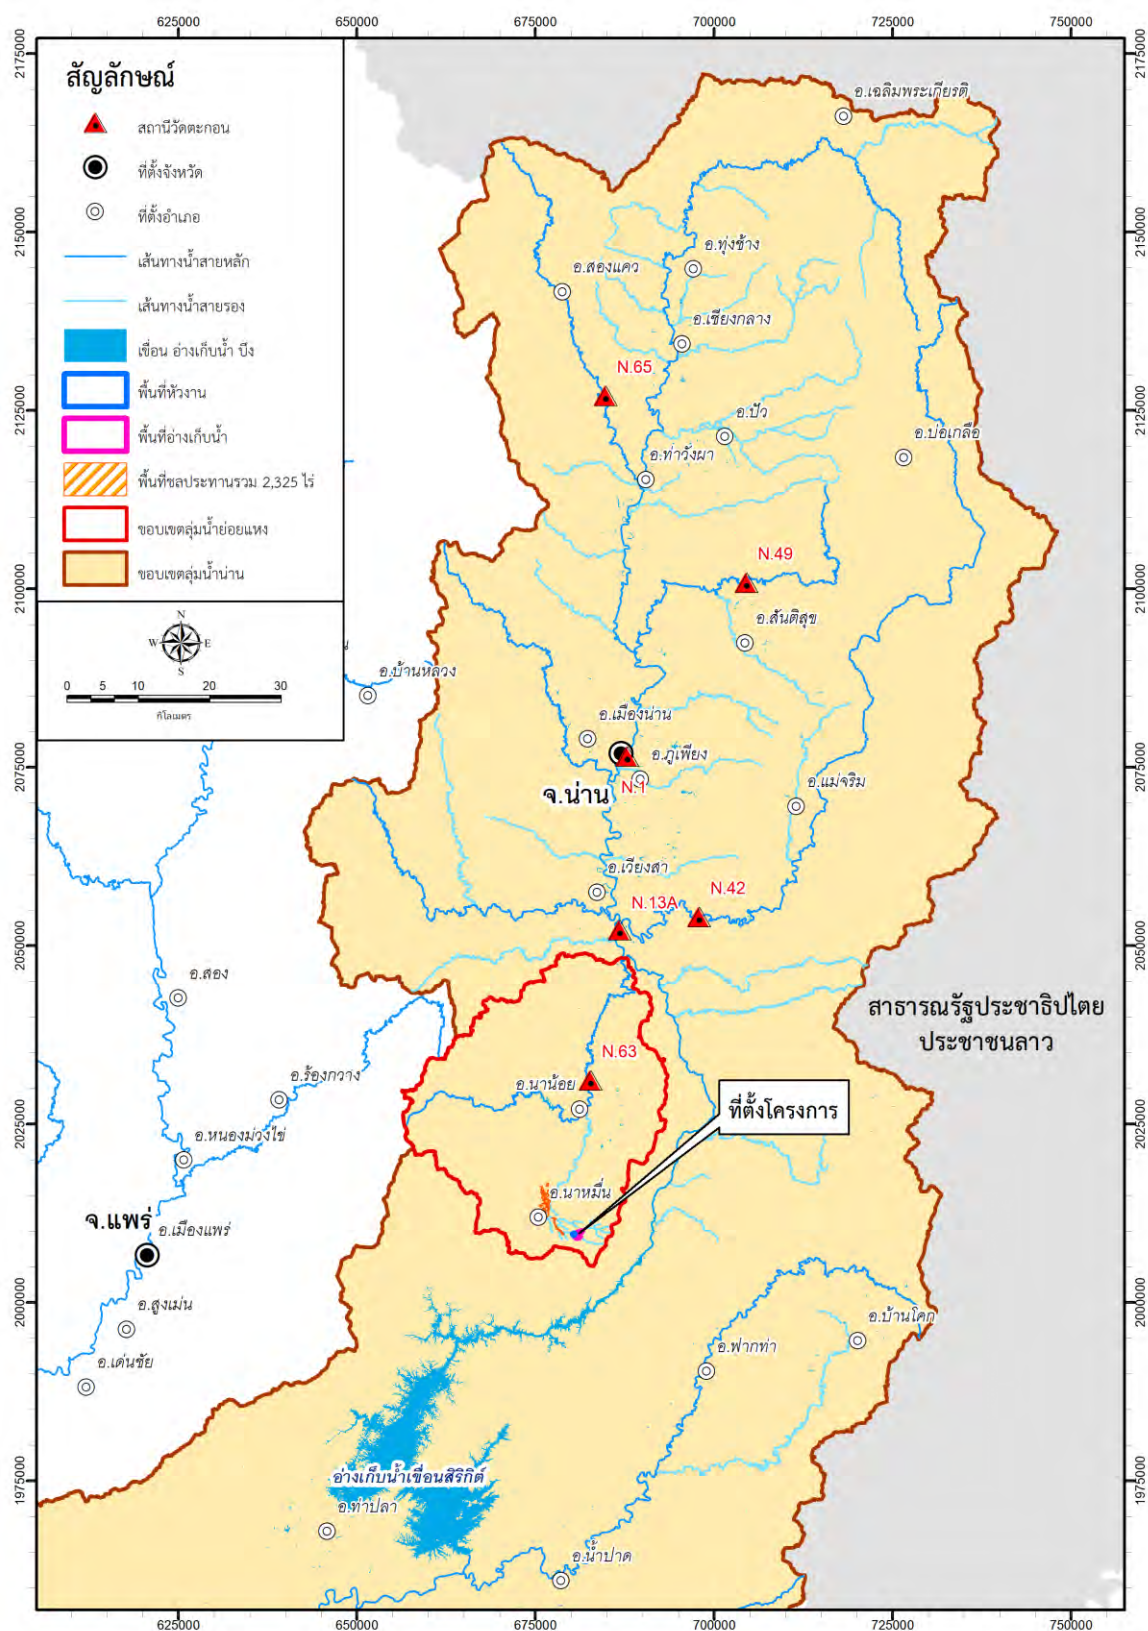 625000 650000 675000 700000 725000 750000
2175000 2175000
2150000 2150000
2125000 2125000
2100000 2100000
2075000 2075000
2050000 2050000
2025000 2025000
2000000 2000000
1975000 1975000
สัญลักษณ์
สถานีวัดตะกอน
ที่ตั้งจังหวัด
ที่ตั้งอำเภอ
เส้นทางน้ำสายหลัก
เส้นทางน้ำสายรอง
เขื่อน อ่างเก็บน้ำ บึง
พื้นที่หัวงาน
พื้นที่อ่างเก็บน้ำ
พื้นที่ชลประทานรวม 2,325 ไร่
ขอบเขตลุ่มน้ำย่อยแหง
ขอบเขตลุ่มน้ำน่าน
N
W E
S
0 5 10 20 30
กิโลเมตร
อ.เฉลิมพระเกียรติ
อ.ทุ่งช้าง
อ.สองแคว
อ.เชียงกลาง
N.65
อ.ปัว
อ.บ่อเกลือ
อ.ท่าวังผา
N.49
อ.สันติสุข
อ.บ้านหลวง
อ.เมืองน่าน
อ.ภูเพียง
N.1
จ.น่าน
อ.แม่จริม
อ.เวียงสา
N.42
N.13A
อ.สอง
สาธารณรัฐประชาธิปไตย
ประชาชนลาว
N.63
อ.นาน้อย
อ.ร้องกวาง
ที่ตั้งโครงการ
อ.หนองม่วงไข่
อ.นาหมื่น
จ.แพร่
อ.เมืองแพร่
อ.สูงเม่น
อ.บ้านโคก
อ.ฟากท่า
อ.เด่นชัย
อ่างเก็บน้ำเขื่อนสิริกิต์
อ.ท่าปลา
อ.น้ำปาด
625000 650000 675000 700000 725000 750000